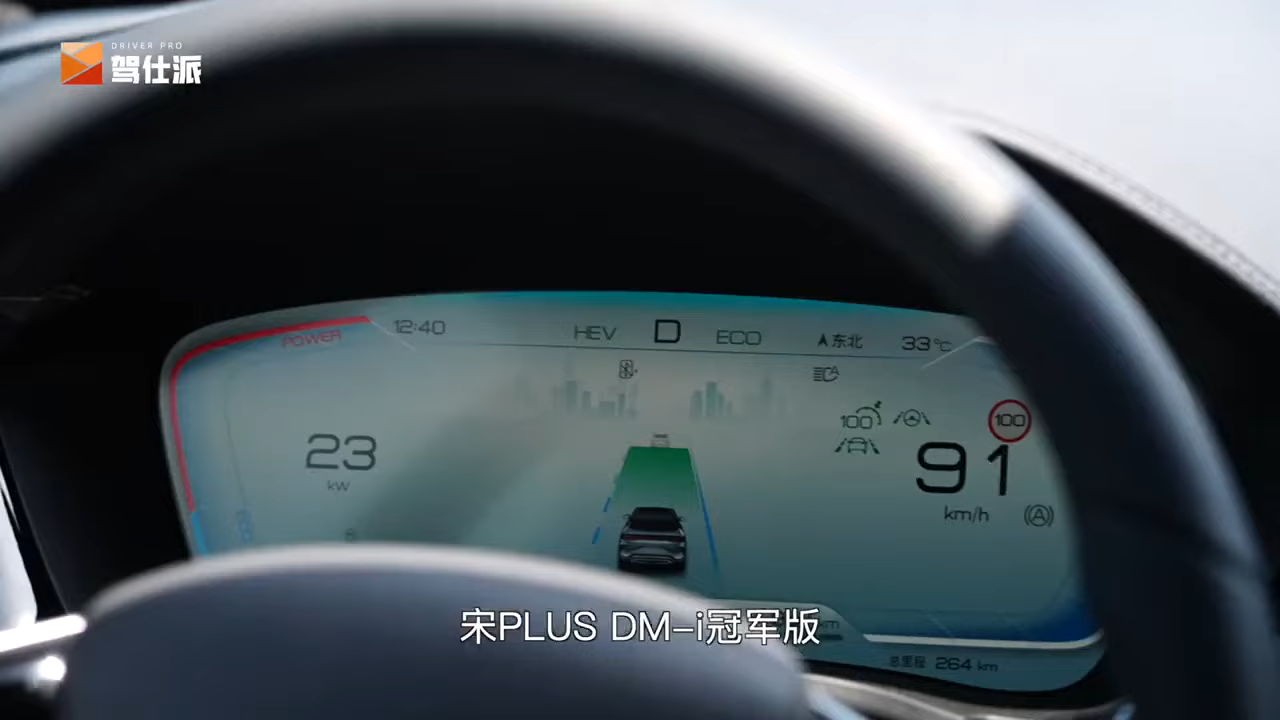 DRIVER PRO
驾仕派
12:40
HEV
D
ECO
东北
33°C
POWER
100
100
23
kW
91
km/h
A
宋PLUS DM-i冠军版
总里程 264 km